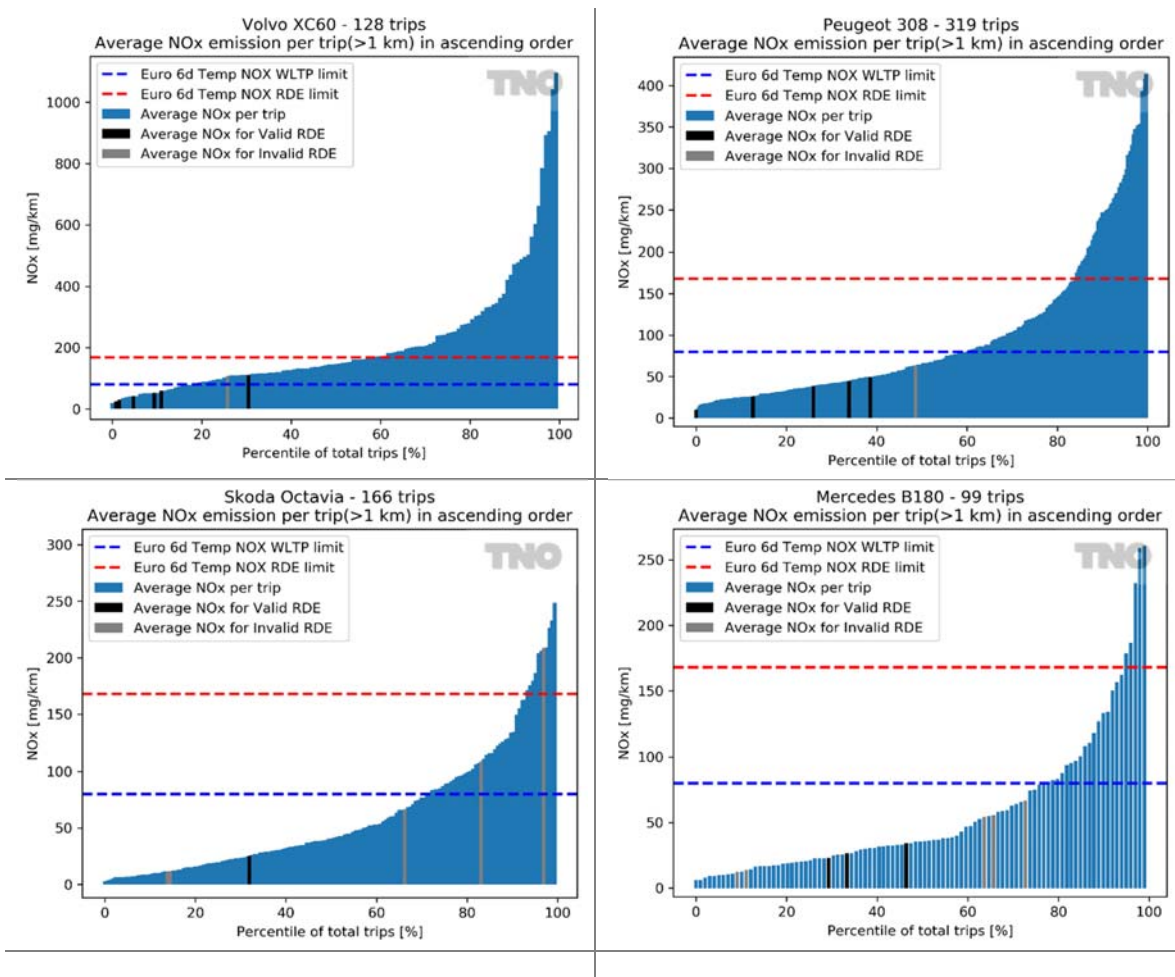 Volvo XC60 - 128 trips
Average NOx emission per trip(>1 km) in ascending order
Euro 6d Temp NOX WLTP limit
Euro 6d Temp NOX RDE limit
Average NOx per trip
Average NOx for Valid RDE
Average NOx for Invalid RDE
TNO
NOx [mg/km]
1000
800
600
400
200
0
0 20 40 60 80 100
Percentile of total trips [%]
Peugeot 308 - 319 trips
Average NOx emission per trip(>1 km) in ascending order
Euro 6d Temp NOX WLTP limit
Euro 6d Temp NOX RDE limit
Average NOx per trip
Average NOx for Valid RDE
Average NOx for Invalid RDE
TNO
NOx [mg/km]
400
350
300
250
200
150
100
50
0
0 20 40 60 80 100
Percentile of total trips [%]
Skoda Octavia - 166 trips
Average NOx emission per trip(>1 km) in ascending order
Euro 6d Temp NOX WLTP limit
Euro 6d Temp NOX RDE limit
Average NOx per trip
Average NOx for Valid RDE
Average NOx for Invalid RDE
TNO
NOx [mg/km]
300
250
200
150
100
50
0
0 20 40 60 80 100
Percentile of total trips [%]
Mercedes B180 - 99 trips
Average NOx emission per trip(>1 km) in ascending order
Euro 6d Temp NOX WLTP limit
Euro 6d Temp NOX RDE limit
Average NOx per trip
Average NOx for Valid RDE
Average NOx for Invalid RDE
TNO
NOx [mg/km]
250
200
150
100
50
0
0 20 40 60 80 100
Percentile of total trips [%]